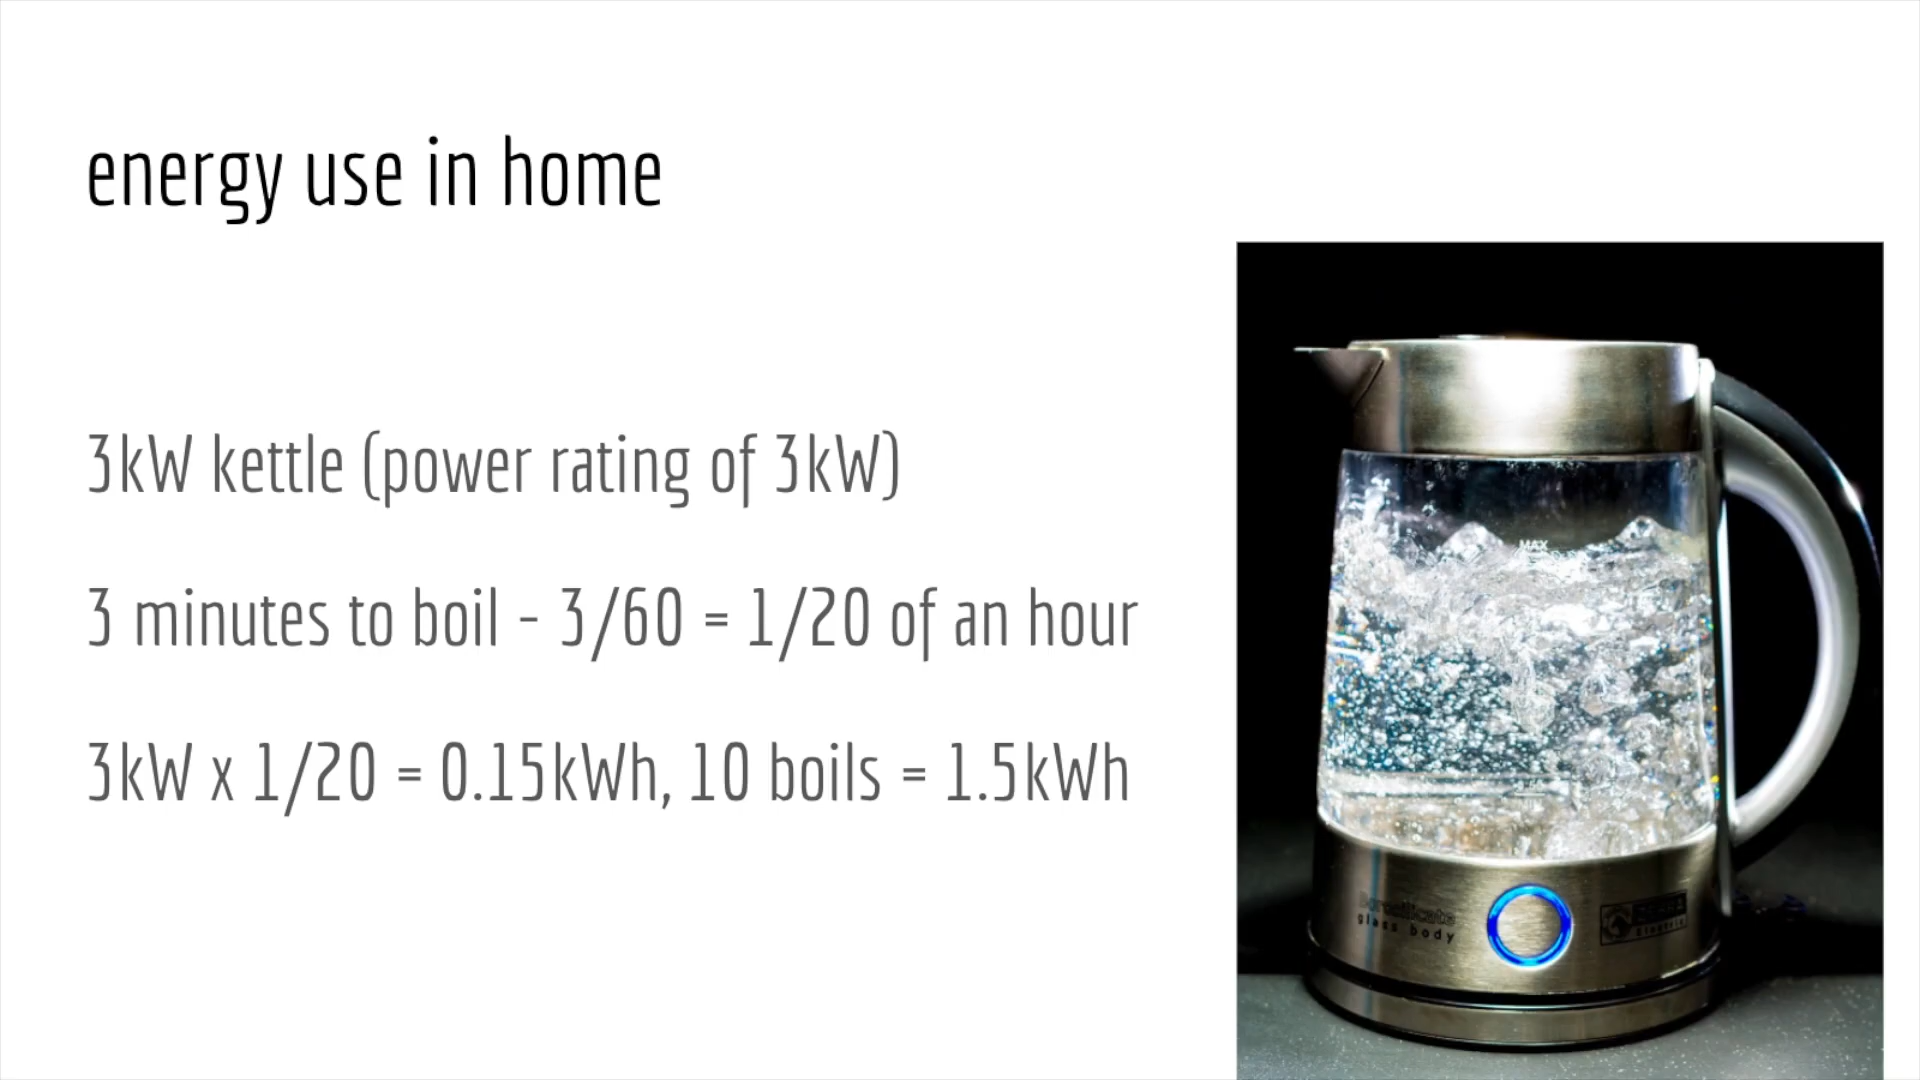 energy use in home
3kW kettle (power rating of 3kW)
3 minutes to boil - 3/60 = 1/20 of an hour
3kW x 1/20 = 0.15kWh, 10 boils = 1.5kWh
MAX
glass body
Electric